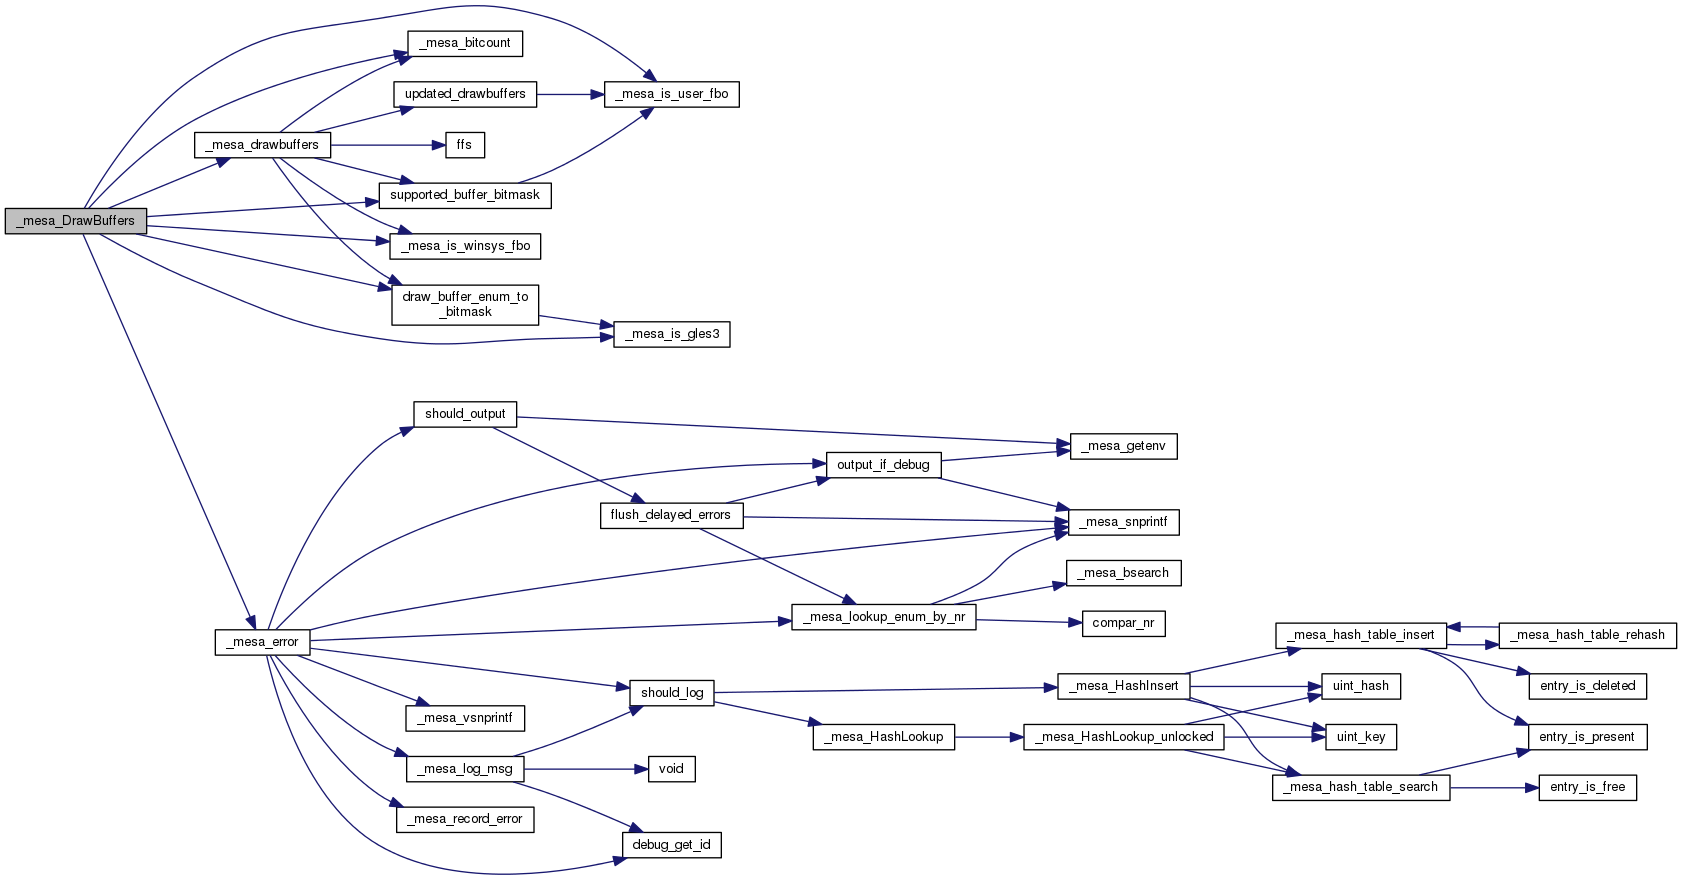 _mesa_bitcount
updated_drawbuffers
_mesa_is_user_fbo
_mesa_drawbuffers
ffs
supported_buffer_bitmask
_mesa_DrawBuffers
_mesa_is_winsys_fbo
draw_buffer_enum_to
_bitmask
_mesa_is_gles3
should_output
_mesa_getenv
output_if_debug
flush_delayed_errors
_mesa_snprintf
_mesa_bsearch
_mesa_lookup_enum_by_nr
compar_nr
_mesa_error
_mesa_hash_table_insert
_mesa_hash_table_rehash
should_log
_mesa_HashInsert
uint_hash
entry_is_deleted
_mesa_vsnprintf
_mesa_HashLookup
_mesa_HashLookup_unlocked
uint_key
entry_is_present
_mesa_log_msg
void
_mesa_hash_table_search
entry_is_free
_mesa_record_error
debug_get_id